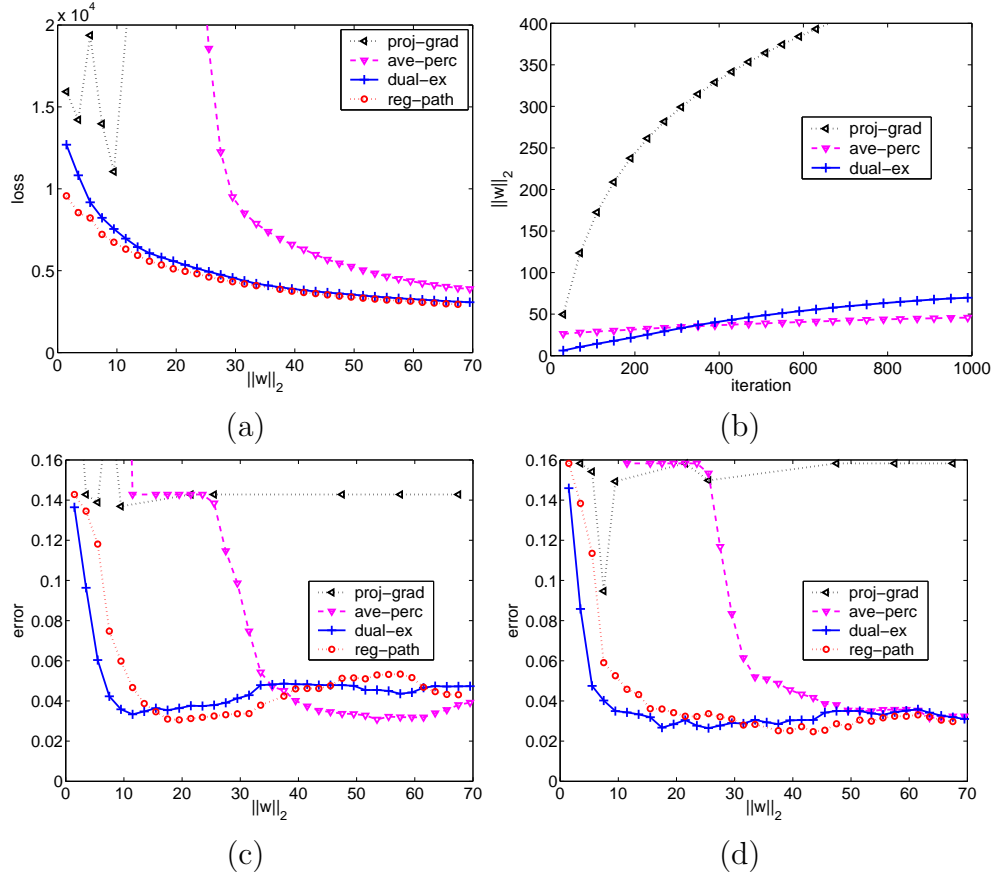 x 10⁴
2
1.5
1
0.5
0
loss
proj−grad
ave−perc
dual−ex
reg−path
0 10 20 30 40 50 60 70
||w||₂
(a)
400
350
300
250
200
150
100
50
0
||w||₂
proj−grad
ave−perc
dual−ex
200 400 600 800 1000
iteration
(b)
0.16
0.14
0.12
0.1
0.08
0.06
0.04
0.02
0
error
proj−grad
ave−perc
dual−ex
reg−path
0 10 20 30 40 50 60 70
||w||₂
(c)
0.16
0.14
0.12
0.1
0.08
0.06
0.04
0.02
0
error
proj−grad
ave−perc
dual−ex
reg−path
0 10 20 30 40 50 60 70
||w||₂
(d)